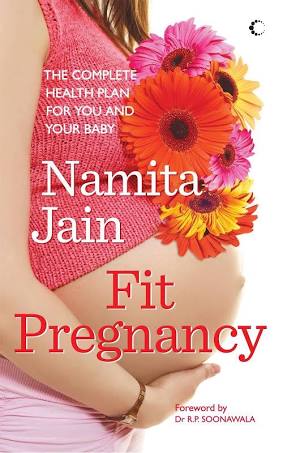 THE COMPLETE
HEALTH PLAN
FOR YOU AND
YOUR BABY
Namita
Jain
Fit
Pregnancy
Foreword by
Dr R.P. SOONAWALA